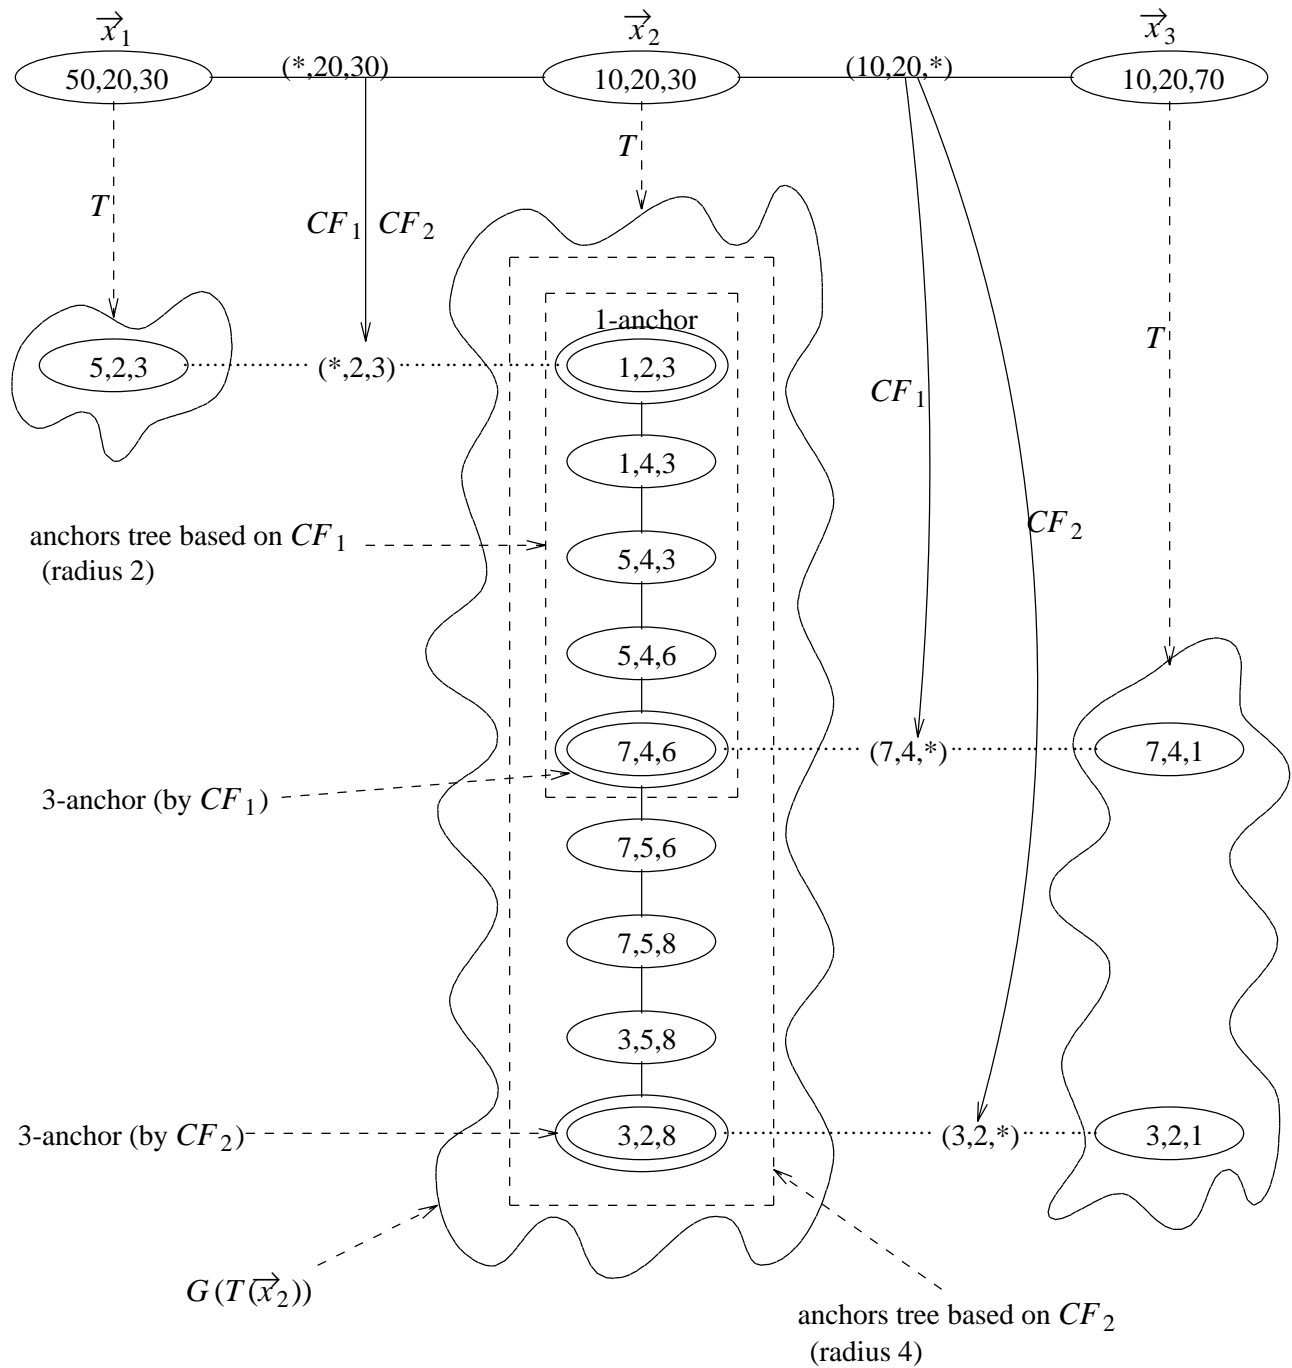 x⃗1
x⃗2
x⃗3
50,20,30
(*,20,30)
10,20,30
(10,20,*)
10,20,70
T
T
CF1
CF2
1-anchor
T
5,2,3
(*,2,3)
1,2,3
CF1
1,4,3
anchors tree based on CF1
(radius 2)
CF2
5,4,3
5,4,6
7,4,6
(7,4,*)
7,4,1
3-anchor (by CF1)
7,5,6
7,5,8
3,5,8
3-anchor (by CF2)
3,2,8
(3,2,*)
3,2,1
G(T(x⃗2))
anchors tree based on CF2
(radius 4)